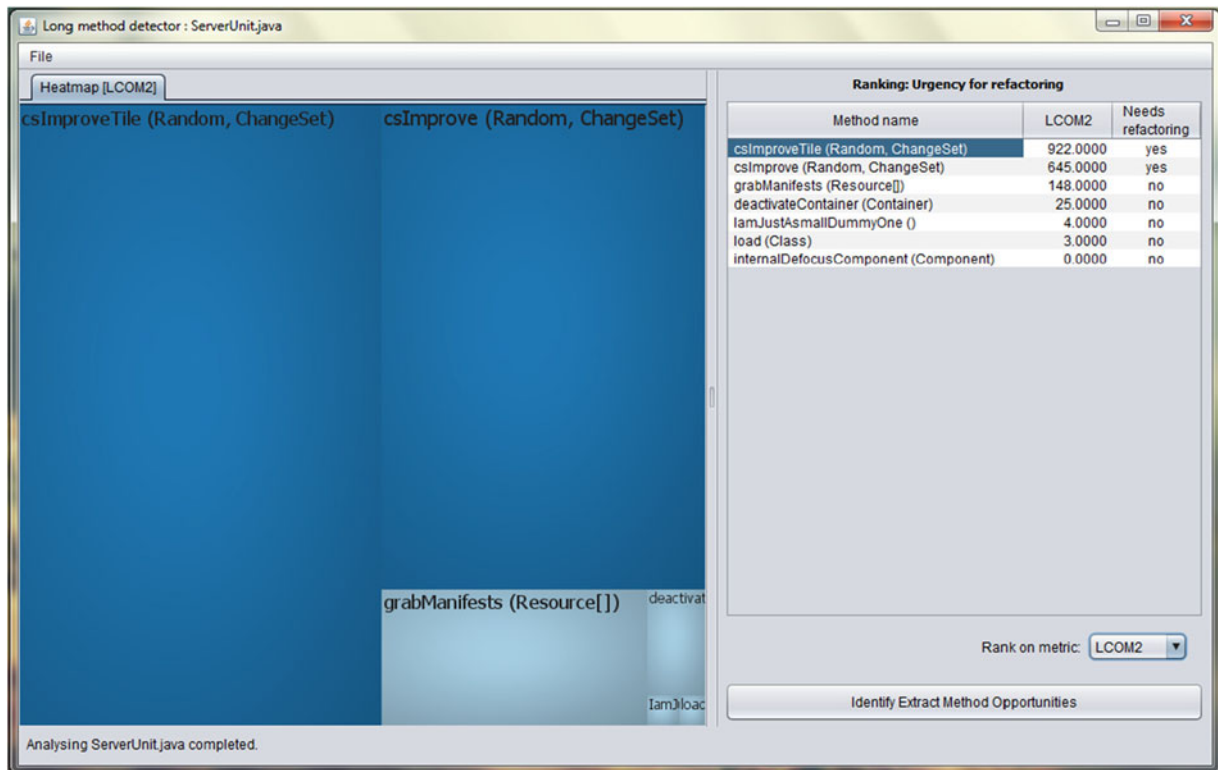 Long method detector : ServerUnit.java
File
Heatmap [LCOM2]
csImproveTile (Random, ChangeSet)
csImprove (Random, ChangeSet)
grabManifests (Resource[])
deactivat
IamJ
load
Ranking: Urgency for refactoring
Method name LCOM2 Needs refactoring
csImproveTile (Random, ChangeSet) 922.0000 yes
csImprove (Random, ChangeSet) 645.0000 yes
grabManifests (Resource[]) 148.0000 no
deactivateContainer (Container) 25.0000 no
IamJustAsmallDummyOne () 4.0000 no
load (Class) 3.0000 no
internalDefocusComponent (Component) 0.0000 no
Rank on metric: LCOM2
Identify Extract Method Opportunities
Analysing ServerUnit.java completed.